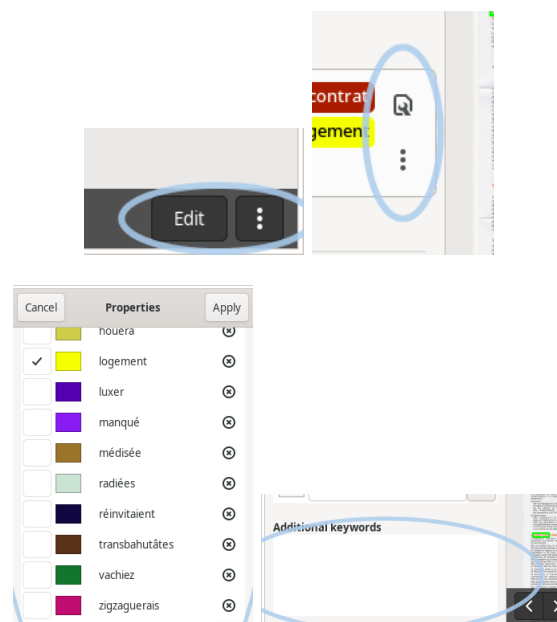 contrat
gement
Edit
Cancel
Properties
Apply
houera
logement
luxer
manqué
médisée
radiées
réinvitaient
transbahutâtes
vachiez
zigzaguerais
Additional keywords